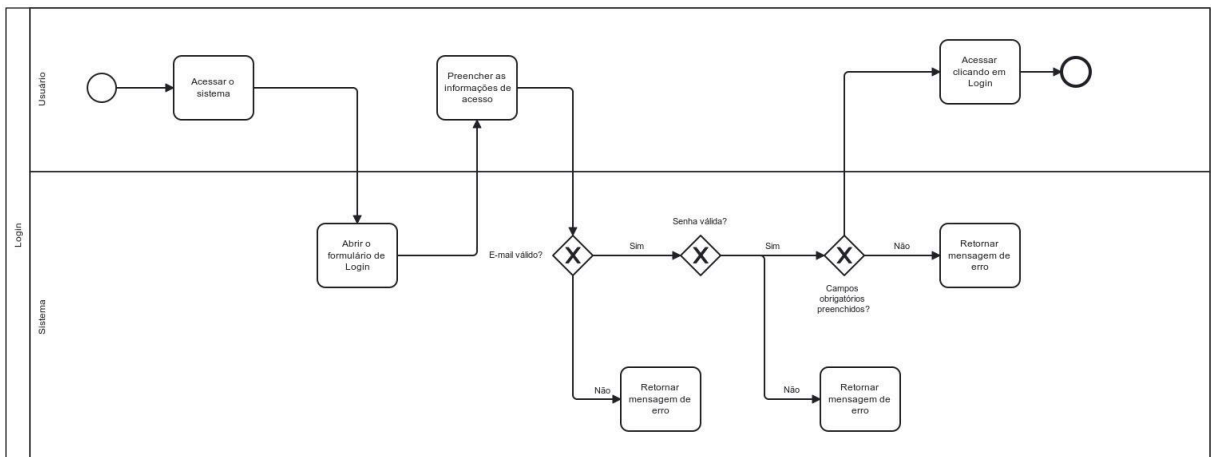 Login
Usuário
Acessar o
sistema
Preencher as
informações de
acesso
Acessar
clicando em
Login
Sistema
Abrir o
formulário de
Login
E-mail válido?
Sim
Senha válida?
Sim
Campos
obrigatórios
preenchidos?
Não
Retornar
mensagem de
erro
Não
Retornar
mensagem de
erro
Não
Retornar
mensagem de
erro